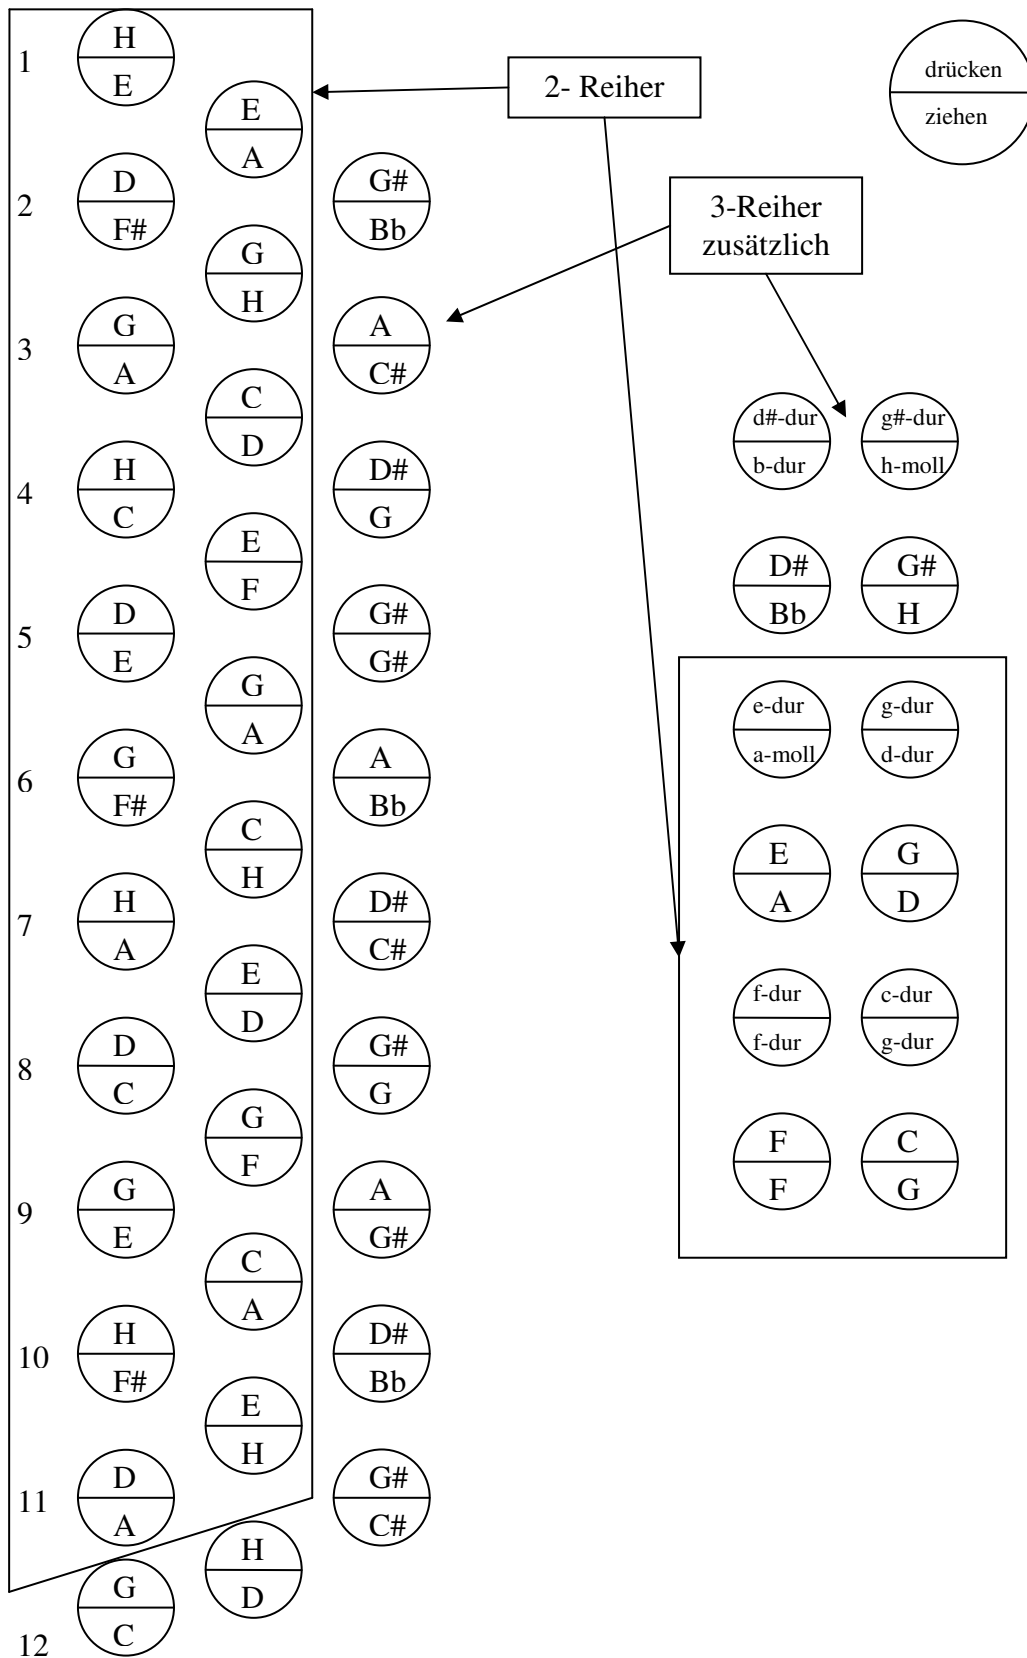 1
H
E
2- Reiher
drücken
ziehen
E
A
2
D
F#
G#
Bb
3-Reiher
zusätzlich
G
H
3
G
A
A
C#
C
D
d#-dur
b-dur
g#-dur
h-moll
4
H
C
D#
G
E
F
D#
Bb
G#
H
5
D
E
G#
G#
G
A
e-dur
a-moll
g-dur
d-dur
6
G
F#
A
Bb
C
H
E
A
G
D
7
H
A
D#
C#
E
D
f-dur
f-dur
c-dur
g-dur
8
D
C
G#
G
G
F
F
F
C
G
9
G
E
A
G#
C
A
10
H
F#
D#
Bb
E
H
11
D
A
G#
C#
H
D
12
G
C